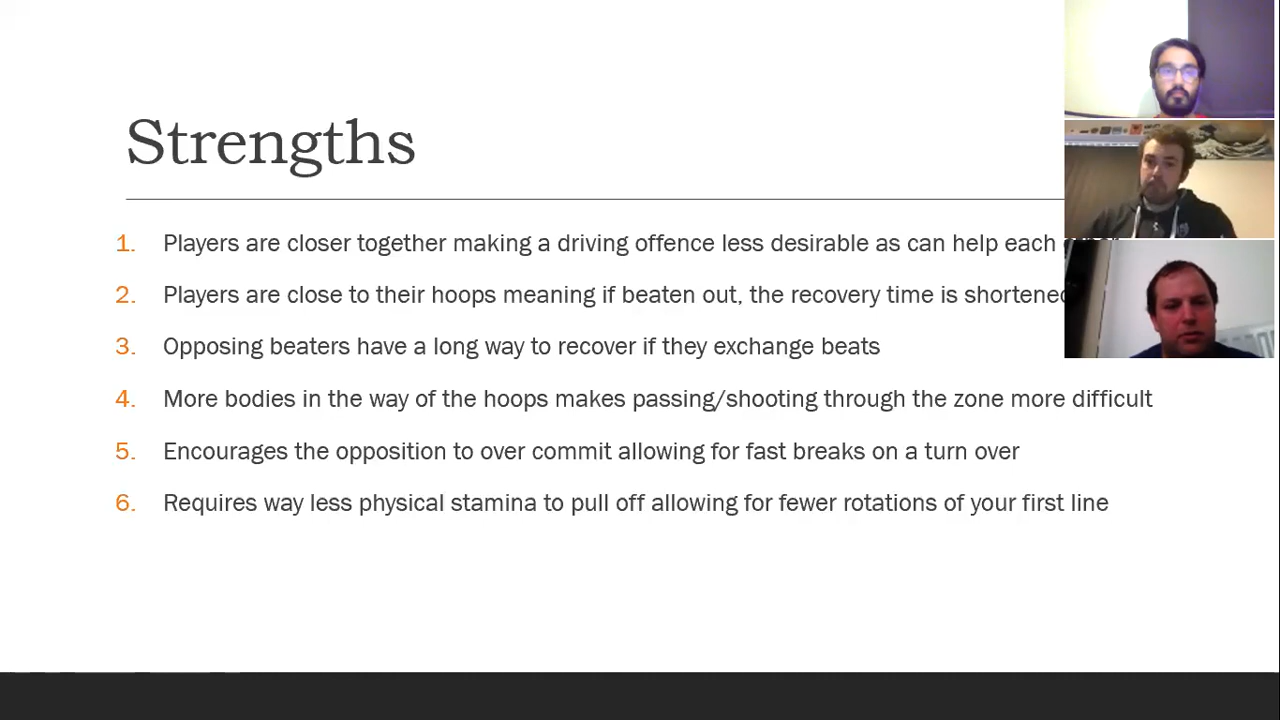 Strengths
1. Players are closer together making a driving offence less desirable as can help each
2. Players are close to their hoops meaning if beaten out, the recovery time is shortened
3. Opposing beaters have a long way to recover if they exchange beats
4. More bodies in the way of the hoops makes passing/shooting through the zone more difficult
5. Encourages the opposition to over commit allowing for fast breaks on a turn over
6. Requires way less physical stamina to pull off allowing for fewer rotations of your first line